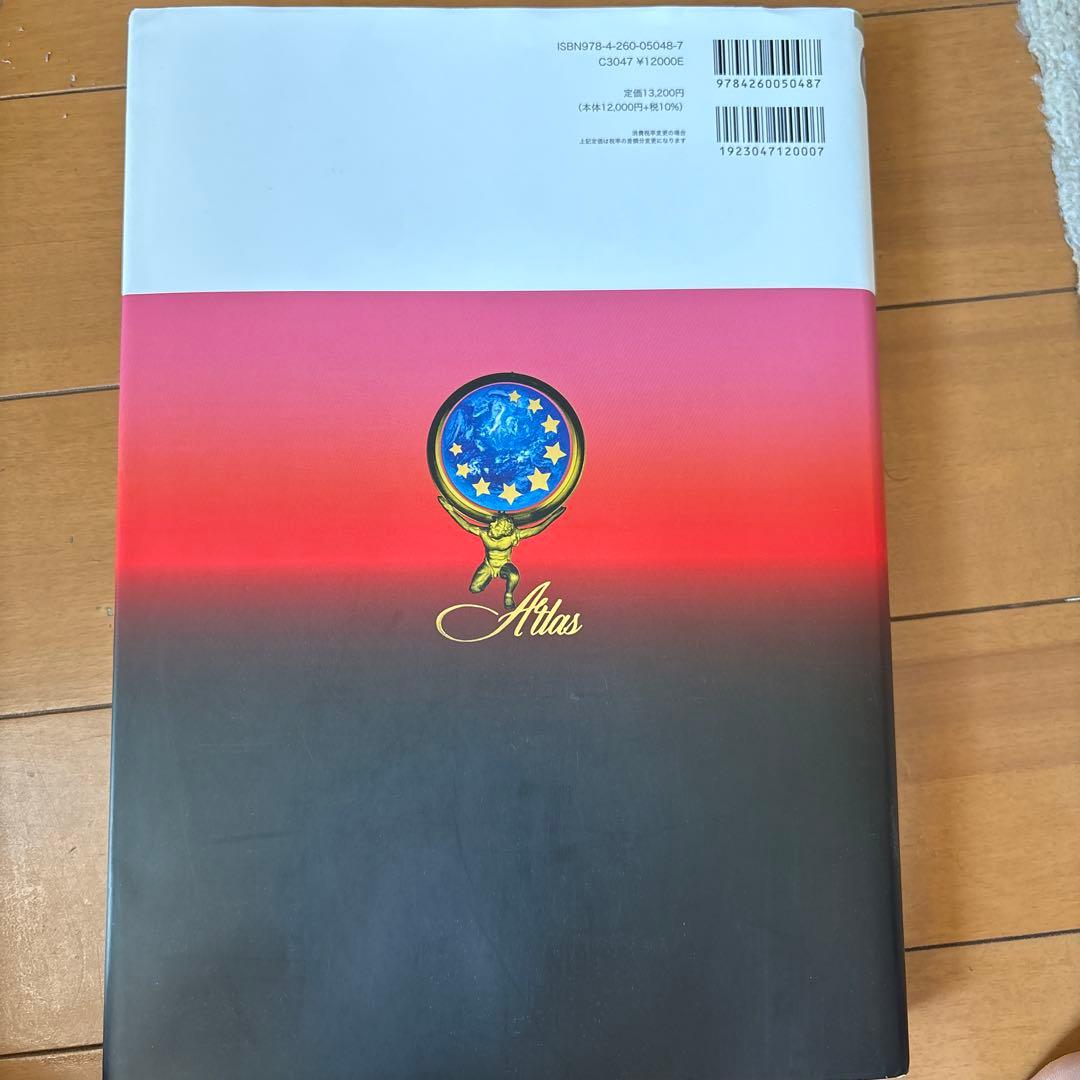 ISBN978-4-260-05048-7
C3047 ¥12000E
定価13,200円
(本体12,000円+税10%)
消費税率変更の場合
上記定価は税率の差額分変更になります
9784260050487
1923047120007
Atlas